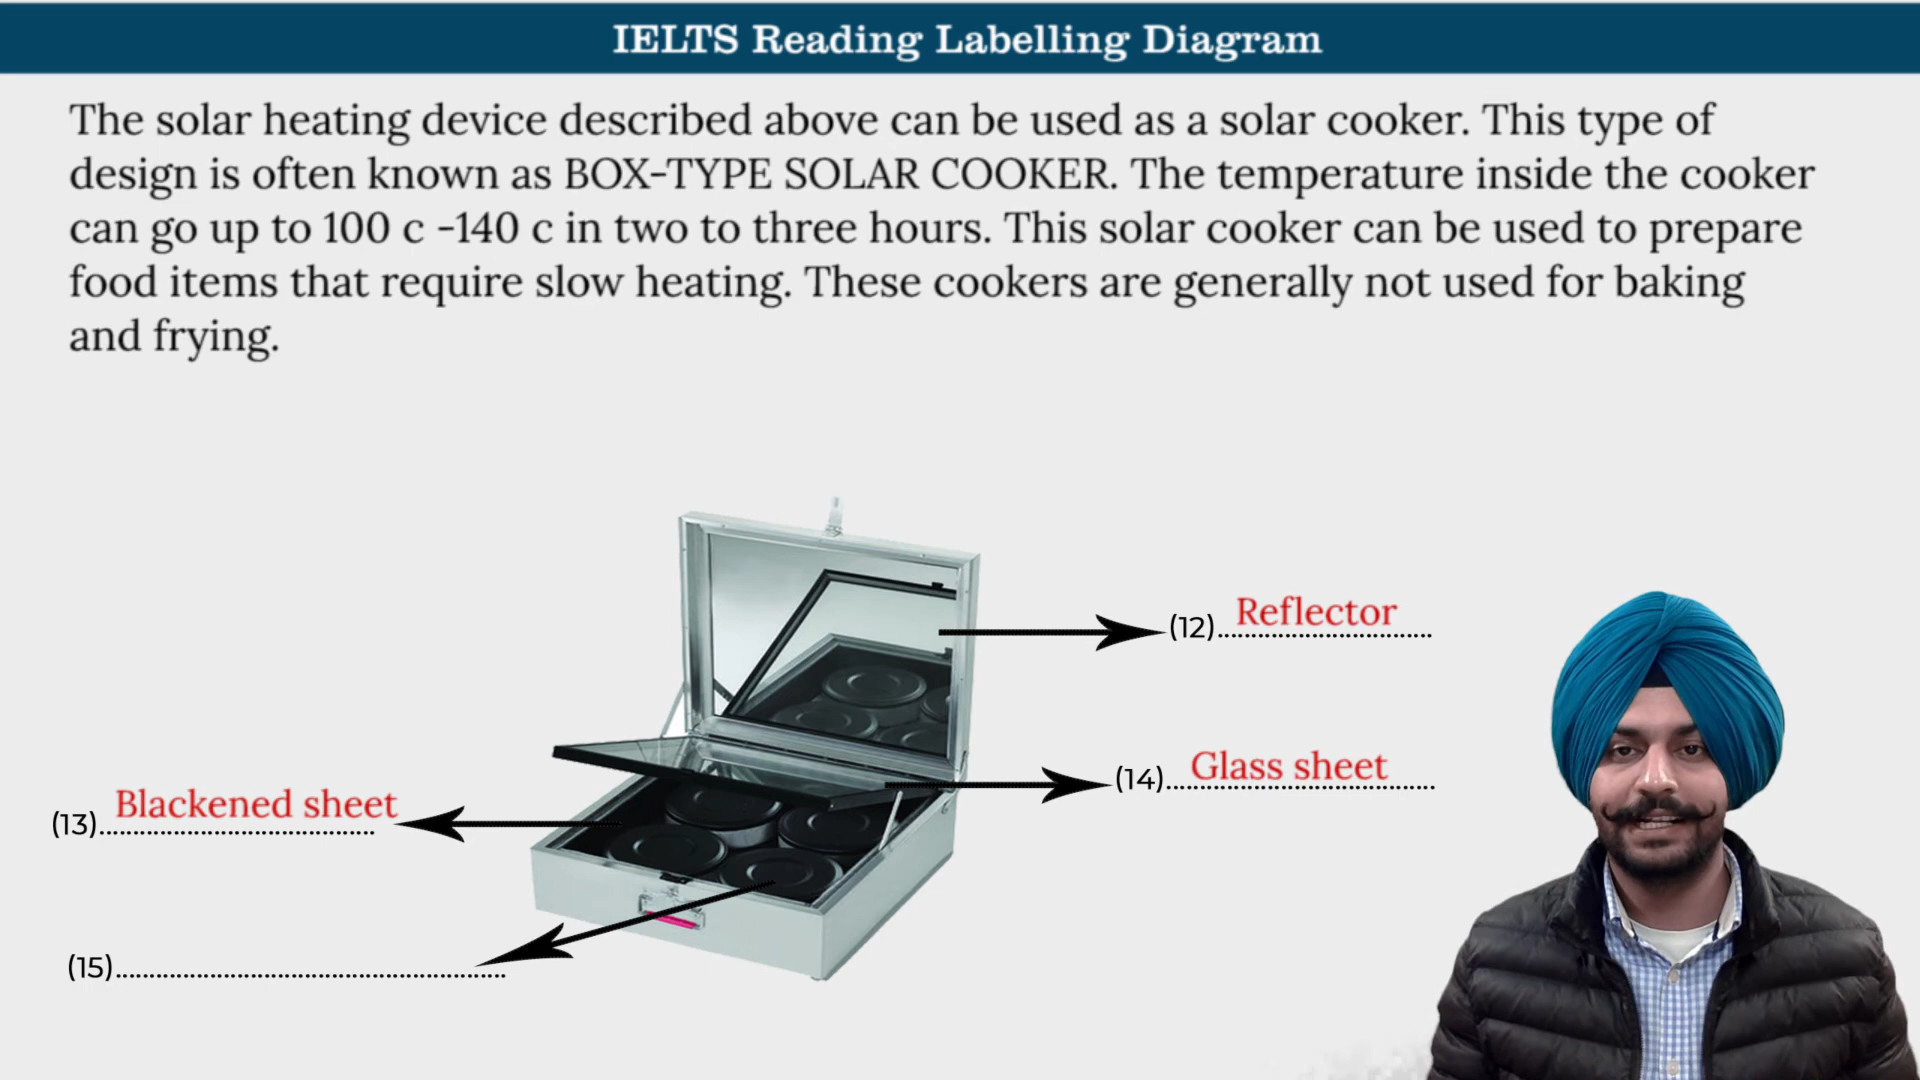 IELTS Reading Labelling Diagram
The solar heating device described above can be used as a solar cooker. This type of
design is often known as BOX-TYPE SOLAR COOKER. The temperature inside the cooker
can go up to 100 c -140 c in two to three hours. This solar cooker can be used to prepare
food items that require slow heating. These cookers are generally not used for baking
and frying.
(12) Reflector
(14) Glass sheet
(13) Blackened sheet
(15)